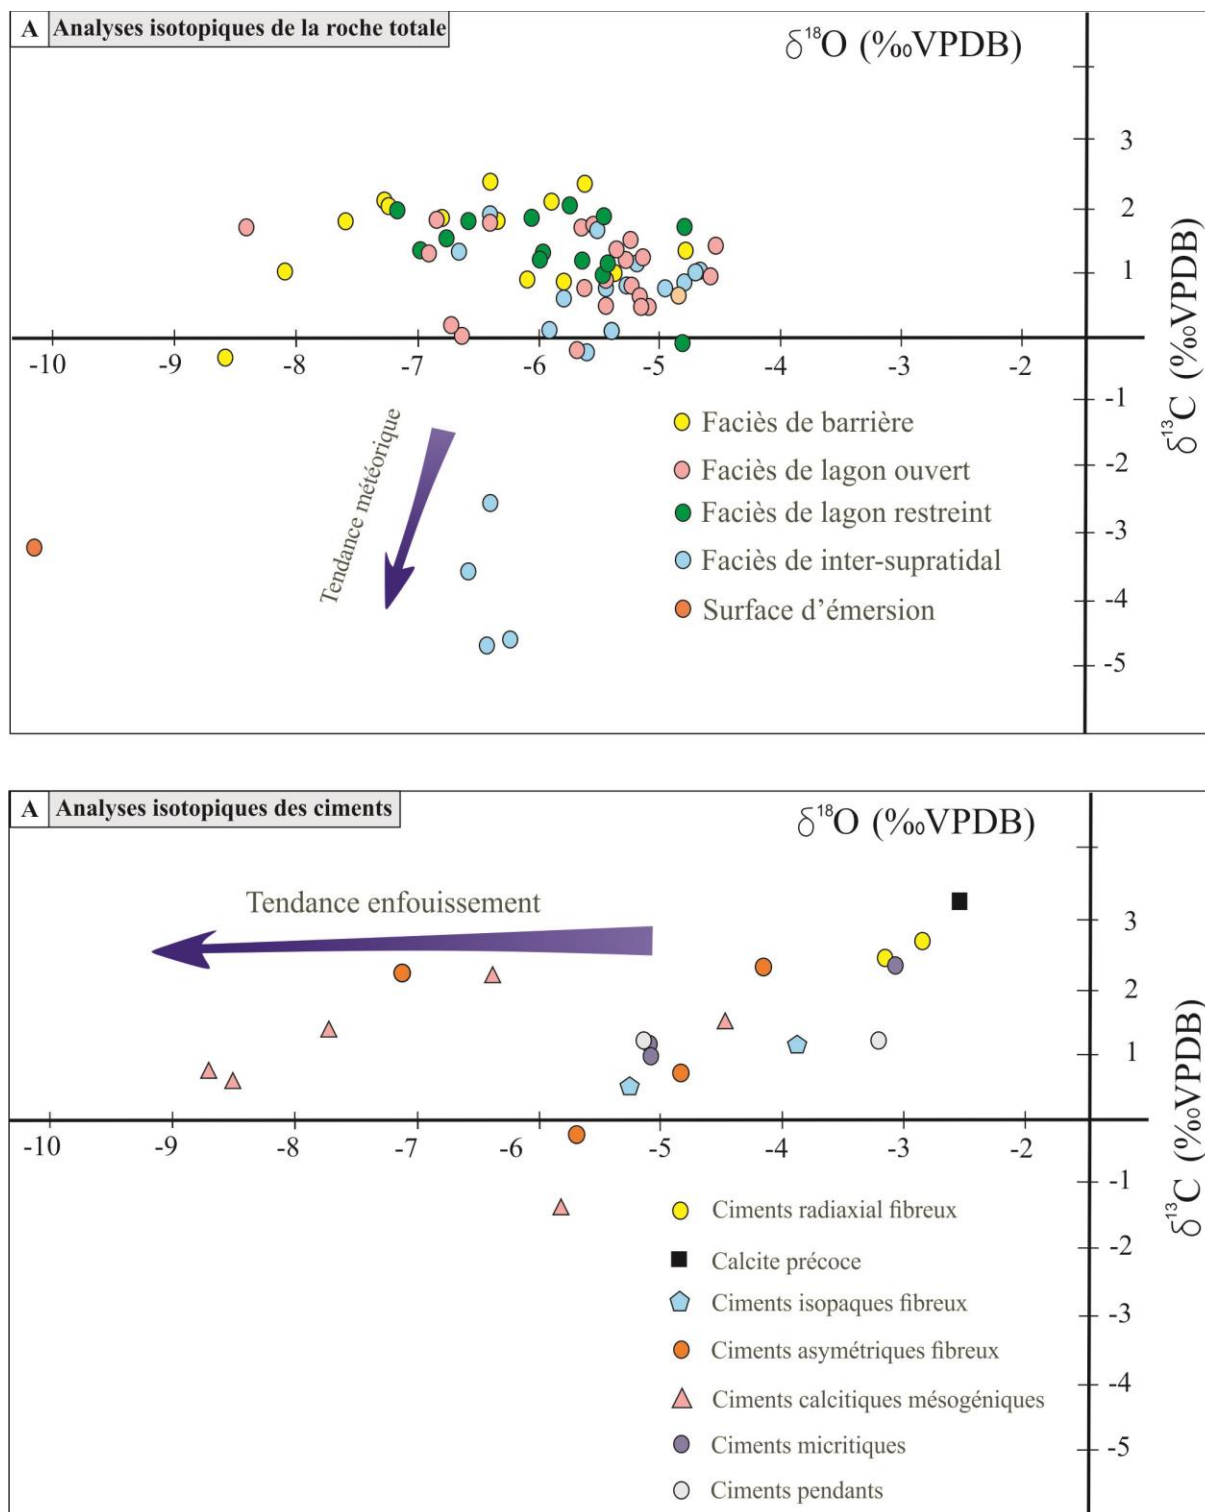 A Analyses isotopiques de la roche totale
δ¹⁸O (‰VPDB)
3
2
1
-10 -9 -8 -7 -6 -5 -4 -3 -2
-1
-2
-3
-4
-5
δ¹³C (‰VPDB)
Tendance météorique
Faciès de barrière
Faciès de lagon ouvert
Faciès de lagon restreint
Faciès de inter-supratidal
Surface d’émersion
A Analyses isotopiques des ciments
δ¹⁸O (‰VPDB)
Tendance enfouissement
3
2
1
-10 -9 -8 -7 -6 -5 -4 -3 -2
-1
-2
-3
-4
-5
δ¹³C (‰VPDB)
Ciments radiaxial fibreux
Calcite précoce
Ciments isopaques fibreux
Ciments asymétriques fibreux
Ciments calcitiques mésogéniques
Ciments micritiques
Ciments pendants